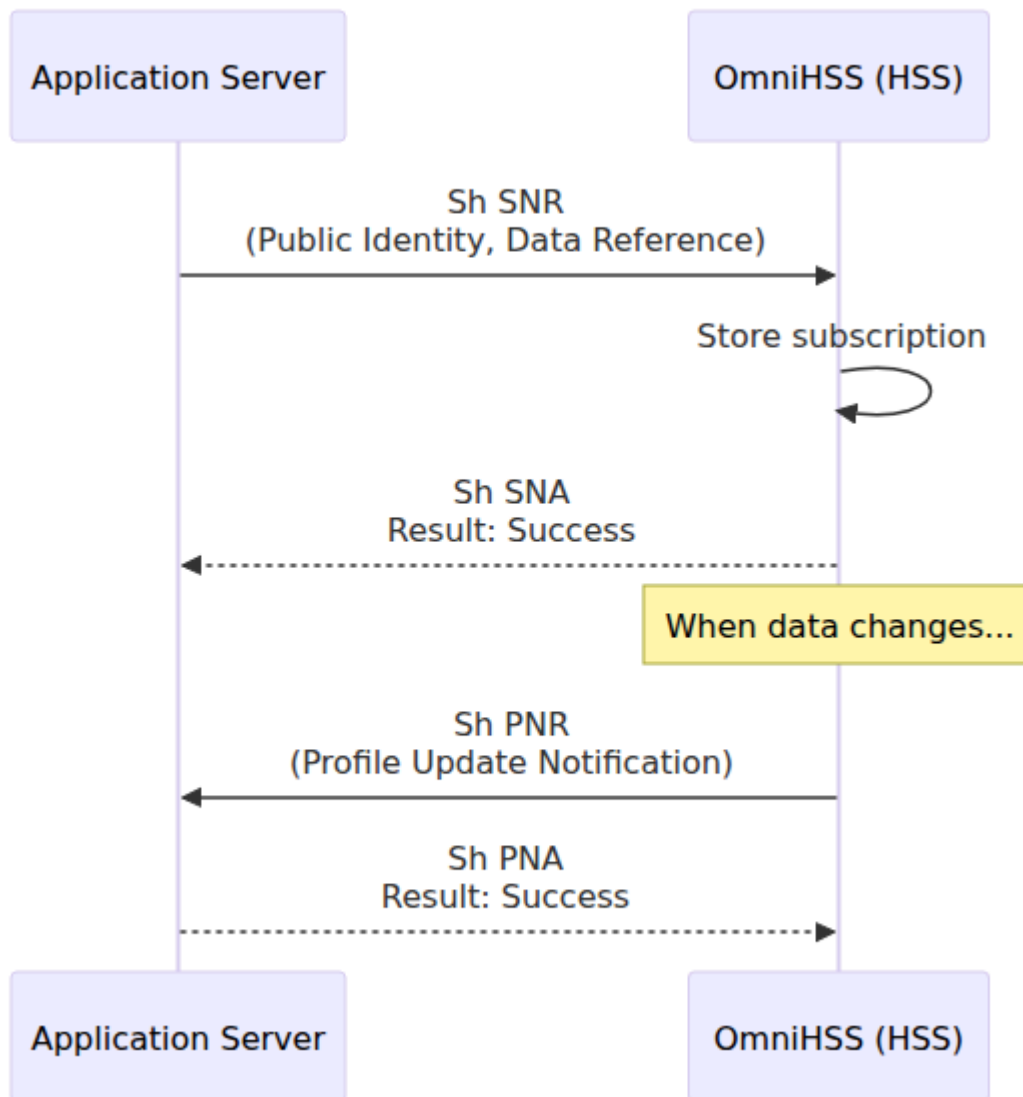 Application Server
OmniHSS (HSS)
Sh SNR
(Public Identity, Data Reference)
Store subscription
Sh SNA
Result: Success
When data changes...
Sh PNR
(Profile Update Notification)
Sh PNA
Result: Success
Application Server
OmniHSS (HSS)